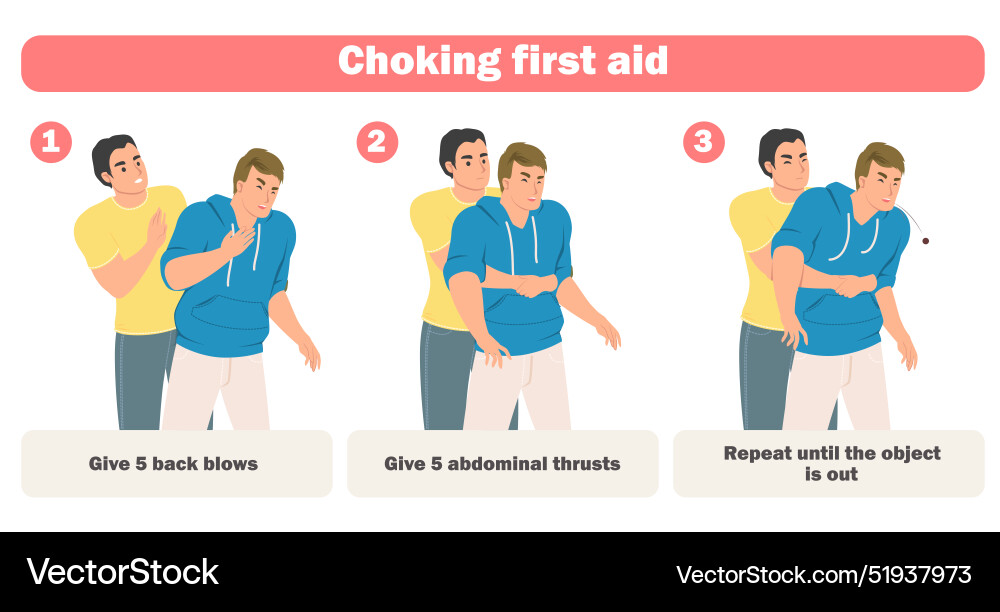 Choking first aid
1
2
3
Give 5 back blows
Give 5 abdominal thrusts
Repeat until the object
is out
VectorStock
VectorStock.com/51937973